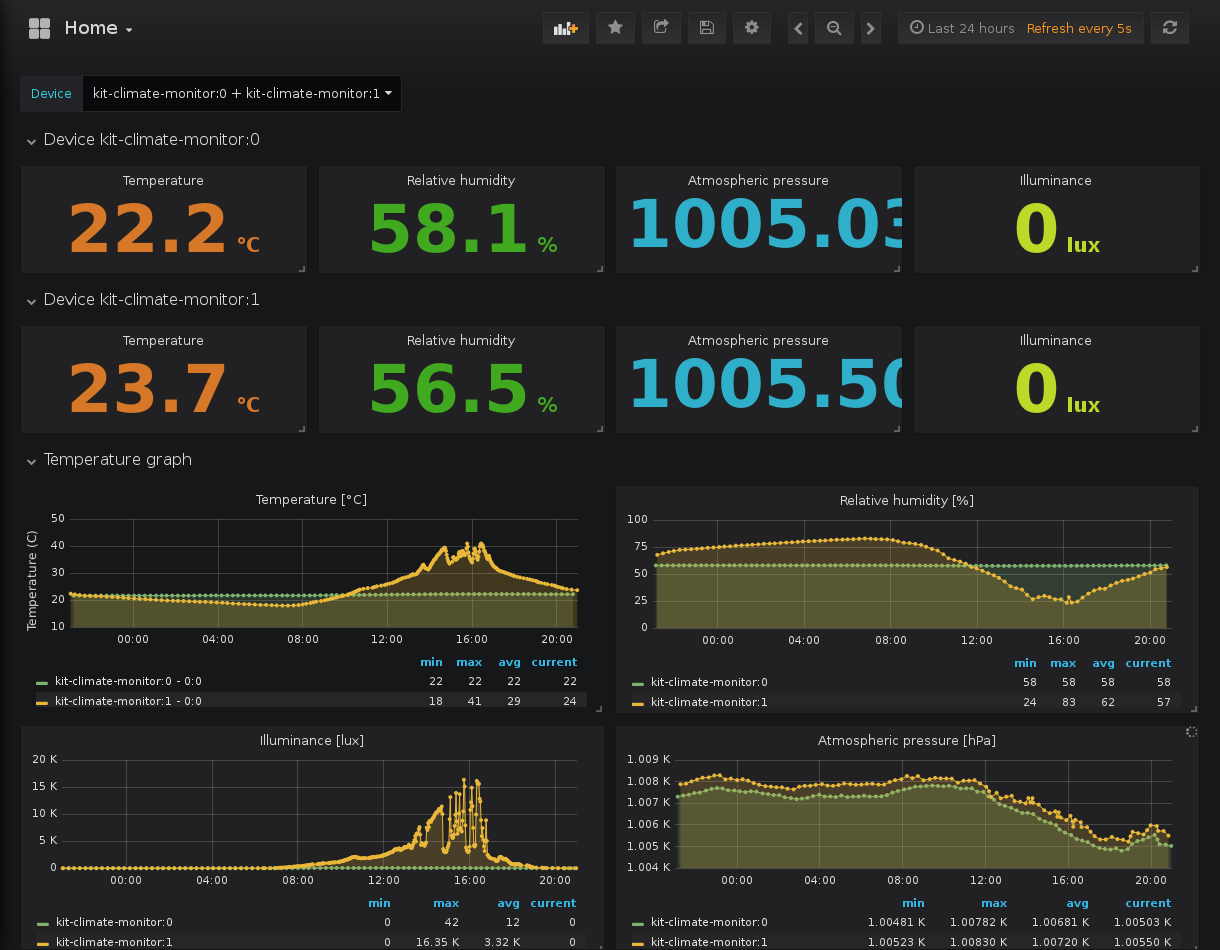 Home
Last 24 hours Refresh every 5s
Device kit-climate-monitor:0 + kit-climate-monitor:1
Device kit-climate-monitor:0
Temperature Relative humidity Atmospheric pressure Illuminance
22.2 °C 58.1 % 1005.03 0 lux
Device kit-climate-monitor:1
Temperature Relative humidity Atmospheric pressure Illuminance
23.7 °C 56.5 % 1005.50 0 lux
Temperature graph
Temperature [°C]
Temperature (C)
50
40
30
20
10
00:00 04:00 08:00 12:00 16:00 20:00
min max avg current
kit-climate-monitor:0 - 0:0 22 22 22 22
kit-climate-monitor:1 - 0:0 18 41 29 24
Relative humidity [%]
100
75
50
25
0
00:00 04:00 08:00 12:00 16:00 20:00
min max avg current
kit-climate-monitor:0 58 58 58 58
kit-climate-monitor:1 24 83 62 57
Illuminance [lux]
20 K
15 K
10 K
5 K
0
00:00 04:00 08:00 12:00 16:00 20:00
min max avg current
kit-climate-monitor:0 0 42 12 0
kit-climate-monitor:1 0 16.35 K 3.32 K 0
Atmospheric pressure [hPa]
1.009 K
1.008 K
1.007 K
1.006 K
1.005 K
1.004 K
00:00 04:00 08:00 12:00 16:00 20:00
min max avg current
kit-climate-monitor:0 1.00481 K 1.00782 K 1.00681 K 1.00503 K
kit-climate-monitor:1 1.00523 K 1.00830 K 1.00720 K 1.00550 K